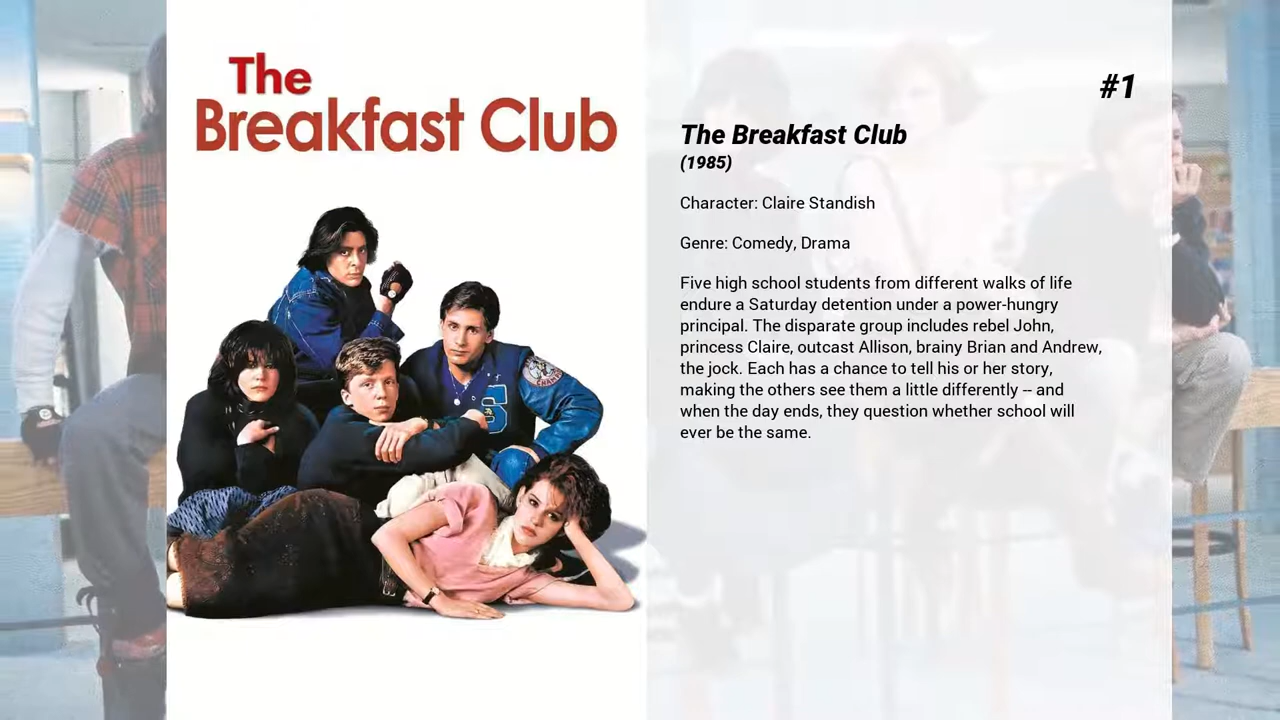 The
Breakfast Club
#1
The Breakfast Club
(1985)
Character: Claire Standish
Genre: Comedy, Drama
Five high school students from different walks of life
endure a Saturday detention under a power-hungry
principal. The disparate group includes rebel John,
princess Claire, outcast Allison, brainy Brian and Andrew,
the jock. Each has a chance to tell his or her story,
making the others see them a little differently -- and
when the day ends, they question whether school will
ever be the same.